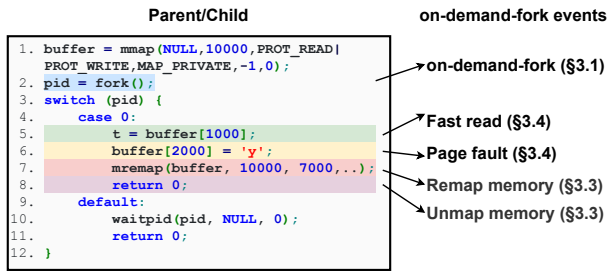 Parent/Child
on-demand-fork events
1. buffer = mmap(NULL,10000,PROT_READ|
PROT_WRITE,MAP_PRIVATE,-1,0);
2. pid = fork();
3. switch (pid) {
4. case 0:
5. t = buffer[1000];
6. buffer[2000] = 'y';
7. mremap(buffer, 10000, 7000,..);
8. return 0;
9. default:
10. waitpid(pid, NULL, 0);
11. return 0;
12. }
on-demand-fork (§3.1)
Fast read (§3.4)
Page fault (§3.4)
Remap memory (§3.3)
Unmap memory (§3.3)